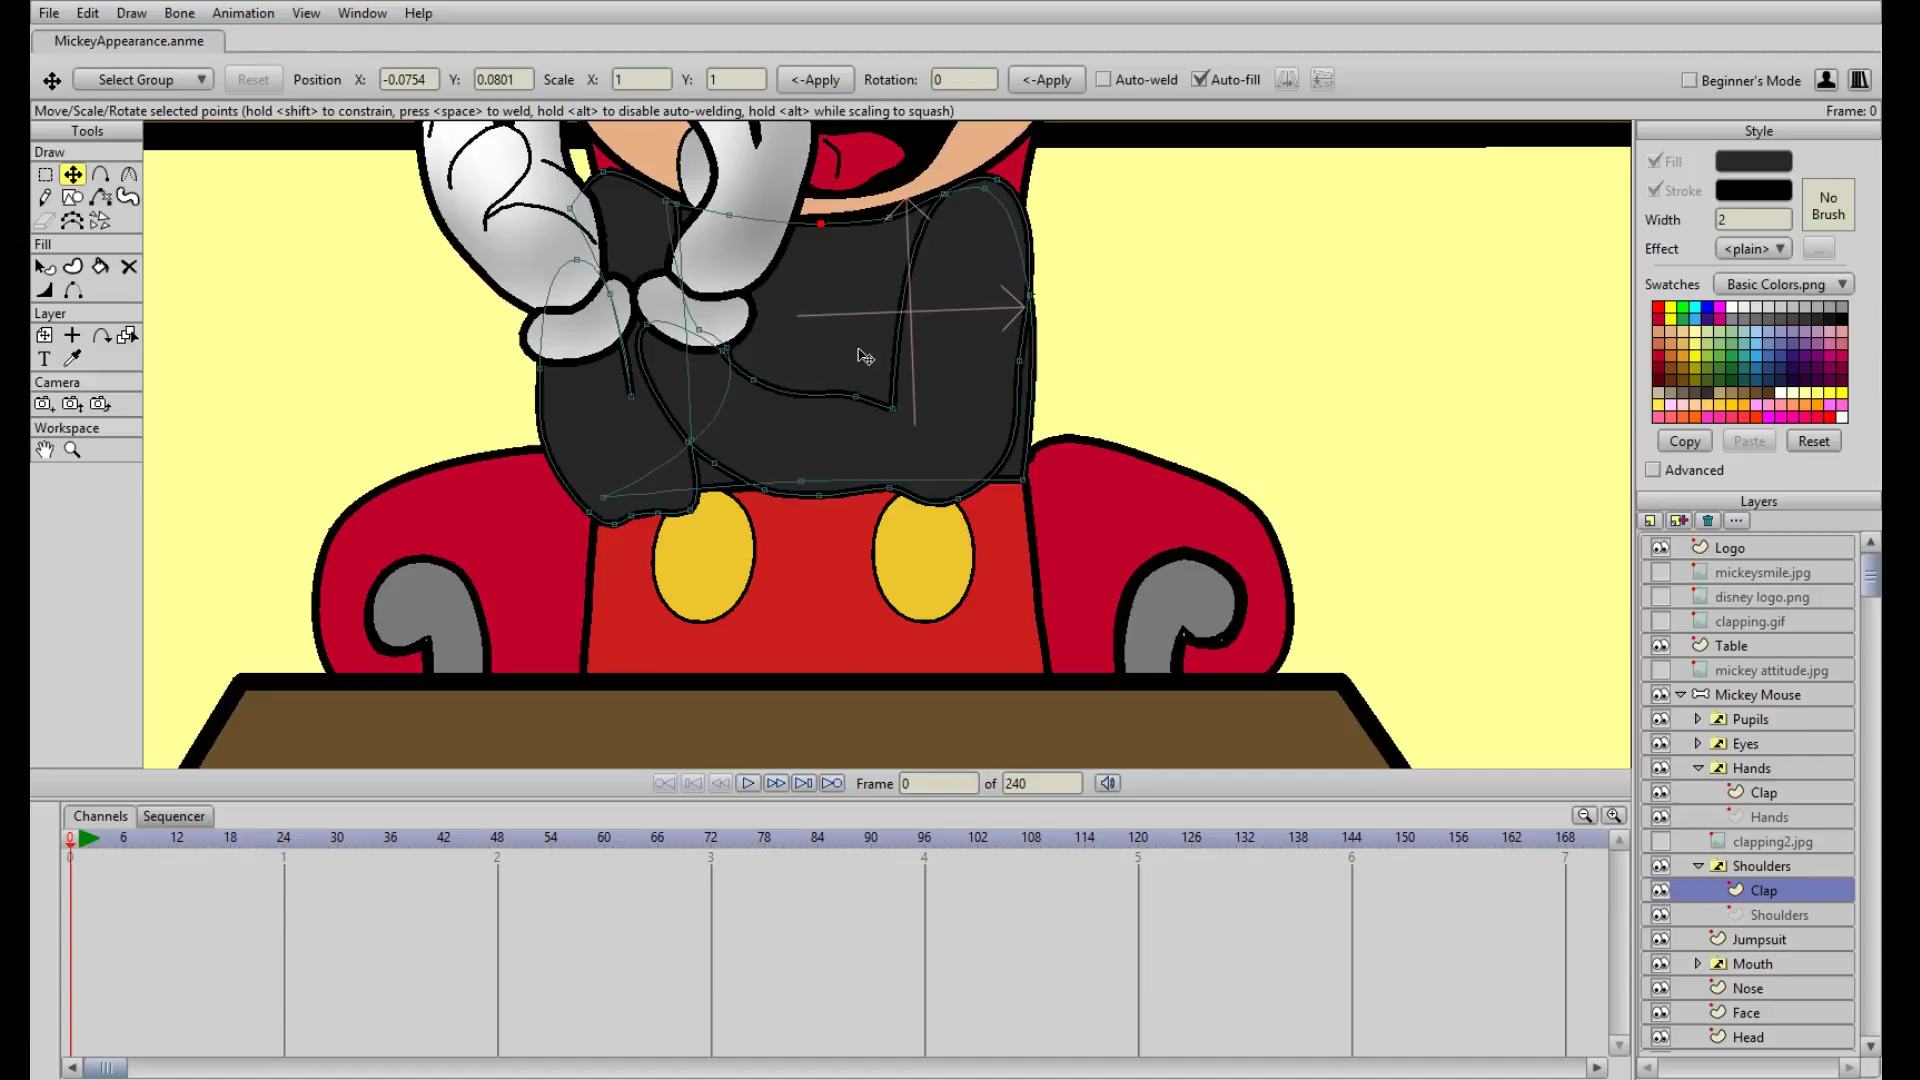 File Edit Draw Bone Animation View Window Help
MickeyAppearance.anme
Select Group Reset Position X: -0.0754 Y: 0.0801 Scale X: 1 Y: 1 <-Apply Rotation: 0 <-Apply Auto-weld Auto-fill Beginner's Mode
Move/Scale/Rotate selected points (hold <shift> to constrain, press <space> to weld, hold <alt> to disable auto-welding, hold <alt> while scaling to squash) Frame: 0
Tools
Draw
Fill
Layer
T
Camera
Workspace
Style
Fill
Stroke
No
Brush
Width 2
Effect <plain> ...
Swatches Basic Colors.png
Copy Paste Reset
Advanced
Layers
...
Logo
mickeysmile.jpg
disney logo.png
clapping.gif
Table
mickey attitude.jpg
Mickey Mouse
Pupils
Eyes
Hands
Clap
Hands
clapping2.jpg
Shoulders
Clap
Shoulders
Jumpsuit
Mouth
Nose
Face
Head
Frame 0 of 240
Channels Sequencer
0 6 12 18 24 30 36 42 48 54 60 66 72 78 84 90 96 102 108 114 120 126 132 138 144 150 156 162 168
0 1 2 3 4 5 6 7